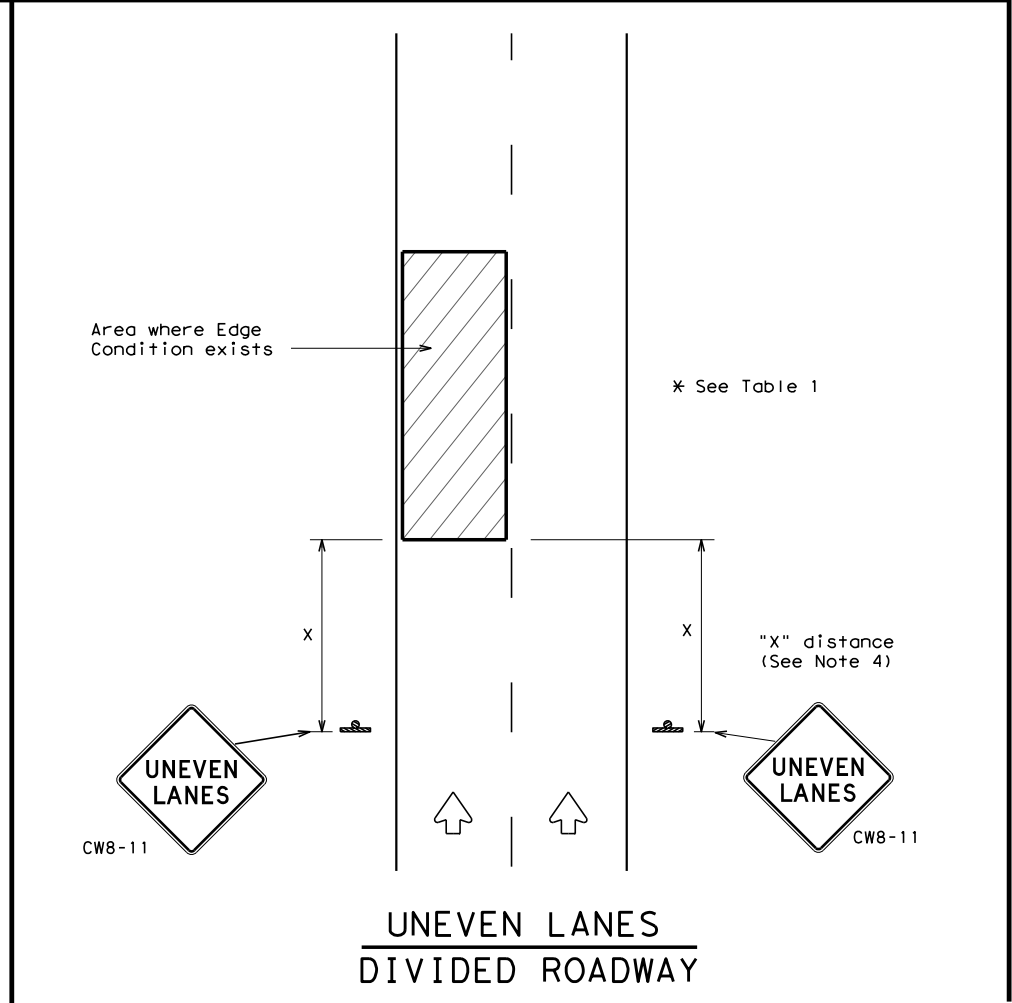 Area where Edge
Condition exists
* See Table 1
X
X
"X" distance
(See Note 4)
UNEVEN
LANES
CW8-11
UNEVEN
LANES
CW8-11
UNEVEN LANES
DIVIDED ROADWAY